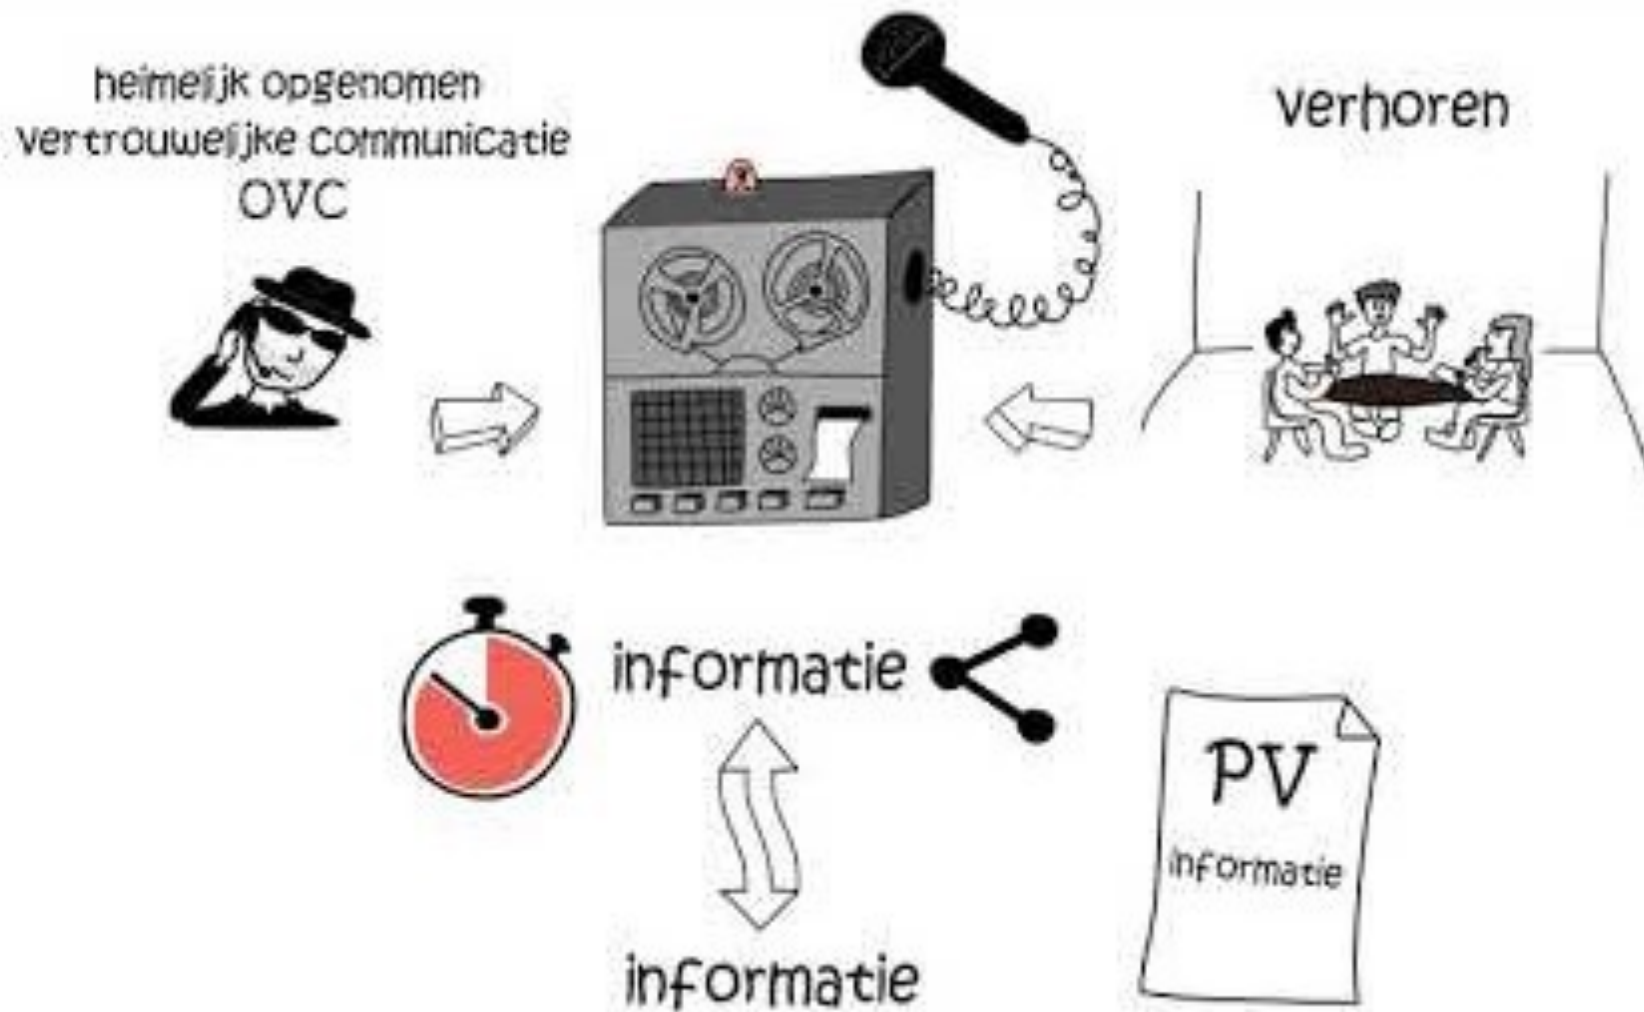 heimelijk opgenomen
vertrouwelijke communicatie
OVC
verhoren
informatie
informatie
PV
informatie